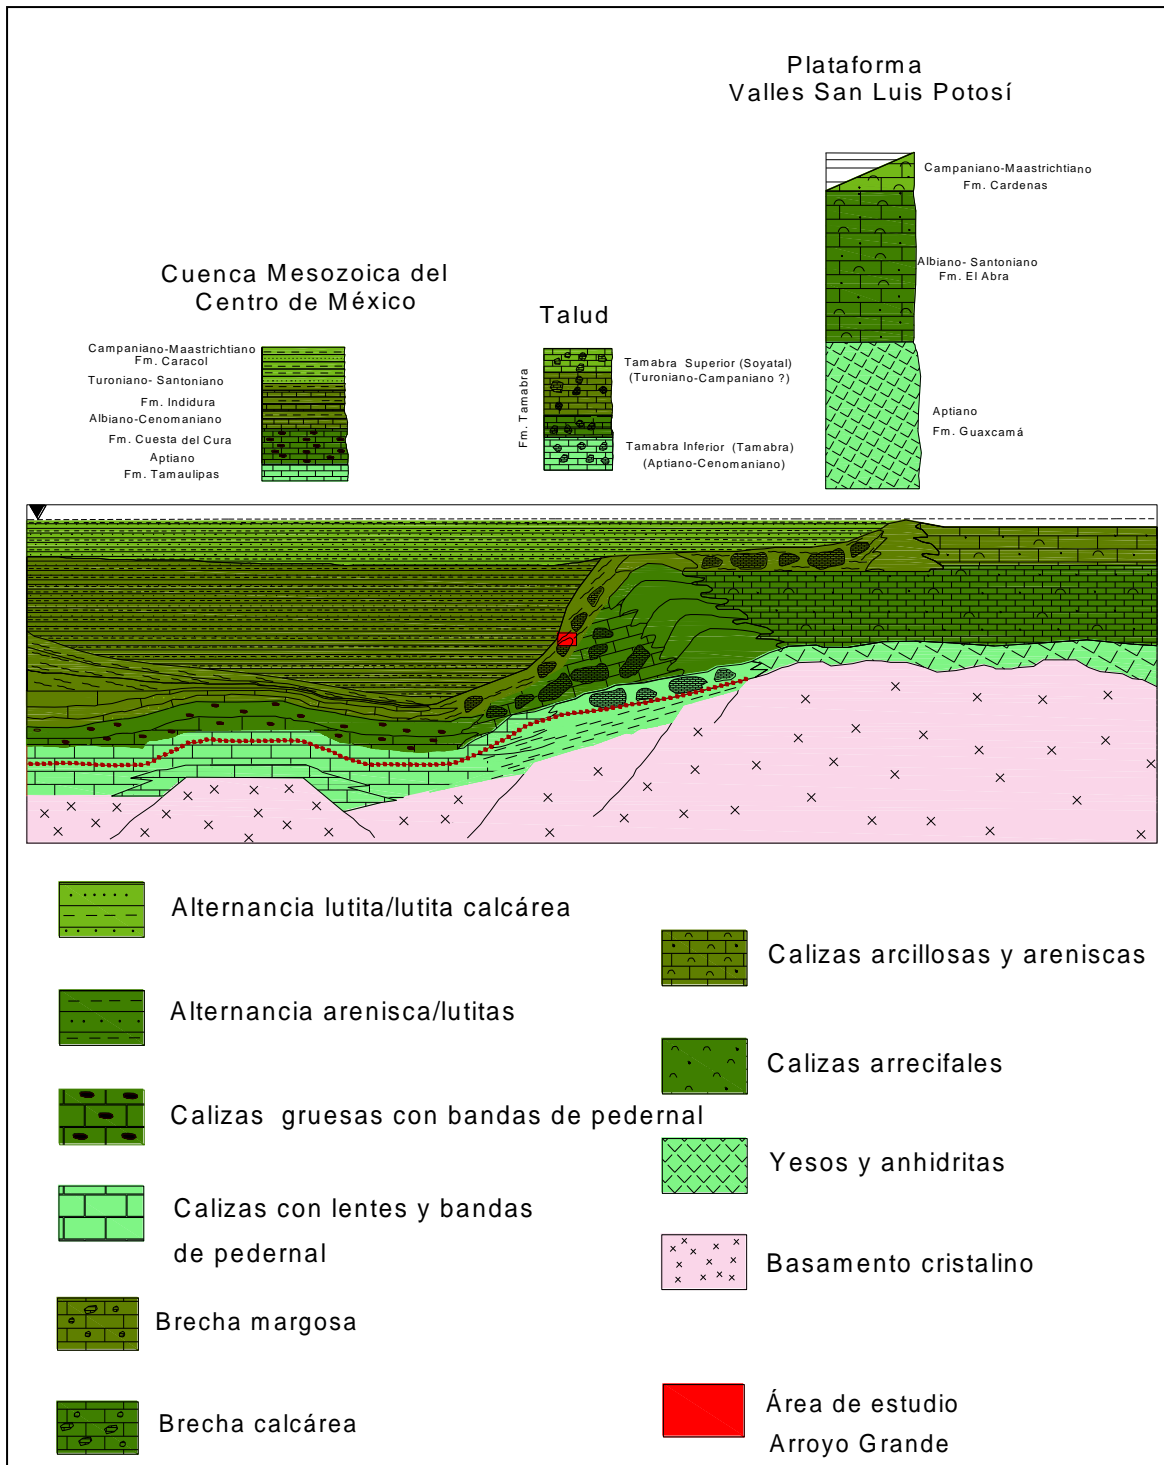 Plataforma
Valles San Luis Potosí
Campaniano-Maastrichtiano
Fm. Cardenas
Albiano- Santoniano
Fm. El Abra
Aptiano
Fm. Guaxcamá
Cuenca Mesozoica del
Centro de México
Campaniano-Maastrichtiano
Fm. Caracol
Turoniano- Santoniano
Fm. Indidura
Albiano-Cenomaniano
Fm. Cuesta del Cura
Aptiano
Fm. Tamaulipas
Talud
Fm. Tamabra
Tamabra Superior (Soyatal)
(Turoniano-Campaniano ?)
Tamabra Inferior (Tamabra)
(Aptiano-Cenomaniano)
Alternancia lutita/lutita calcárea
Alternancia arenisca/lutitas
Calizas gruesas con bandas de pedernal
Calizas con lentes y bandas
de pedernal
Brecha margosa
Brecha calcárea
Calizas arcillosas y areniscas
Calizas arrecifales
Yesos y anhidritas
Basamento cristalino
Área de estudio
Arroyo Grande